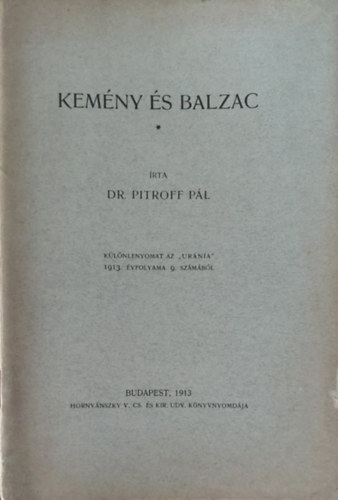 KEMÉNY ÉS BALZAC
ÍRTA
DR. PITROFF PÁL
KÜLÖNLENYOMAT AZ „URÁNIA"
1913. ÉVFOLYAMA 9. SZÁMÁBÓL
BUDAPEST, 1913
HORNYÁNSZKY V. CS. ÉS KIR. UDV. KÖNYVNYOMDÁJA